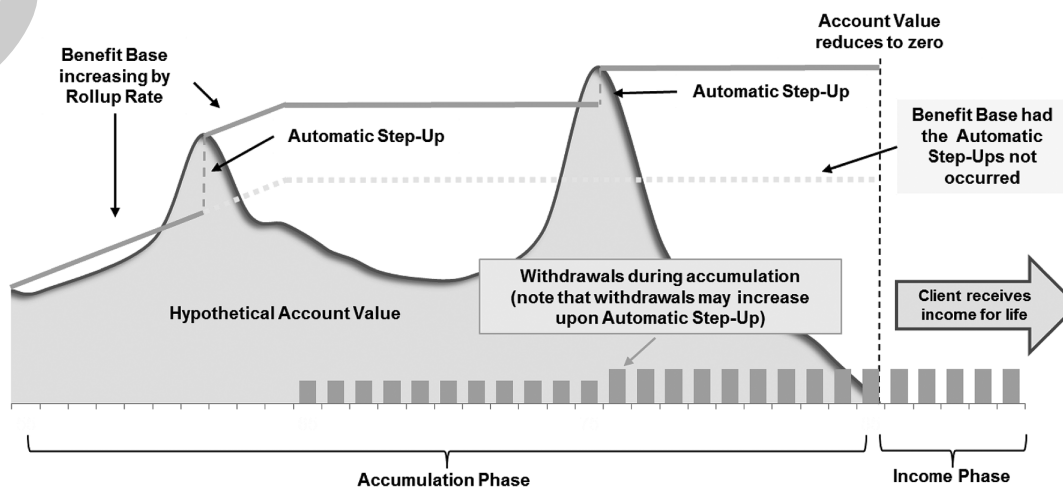 Account Value
reduces to zero
Benefit Base
increasing by
Rollup Rate
Automatic Step-Up
Automatic Step-Up
Benefit Base had
the Automatic
Step-Ups not
occurred
Withdrawals during accumulation
(note that withdrawals may increase
upon Automatic Step-Up)
Hypothetical Account Value
Client receives
income for life
Accumulation Phase
Income Phase